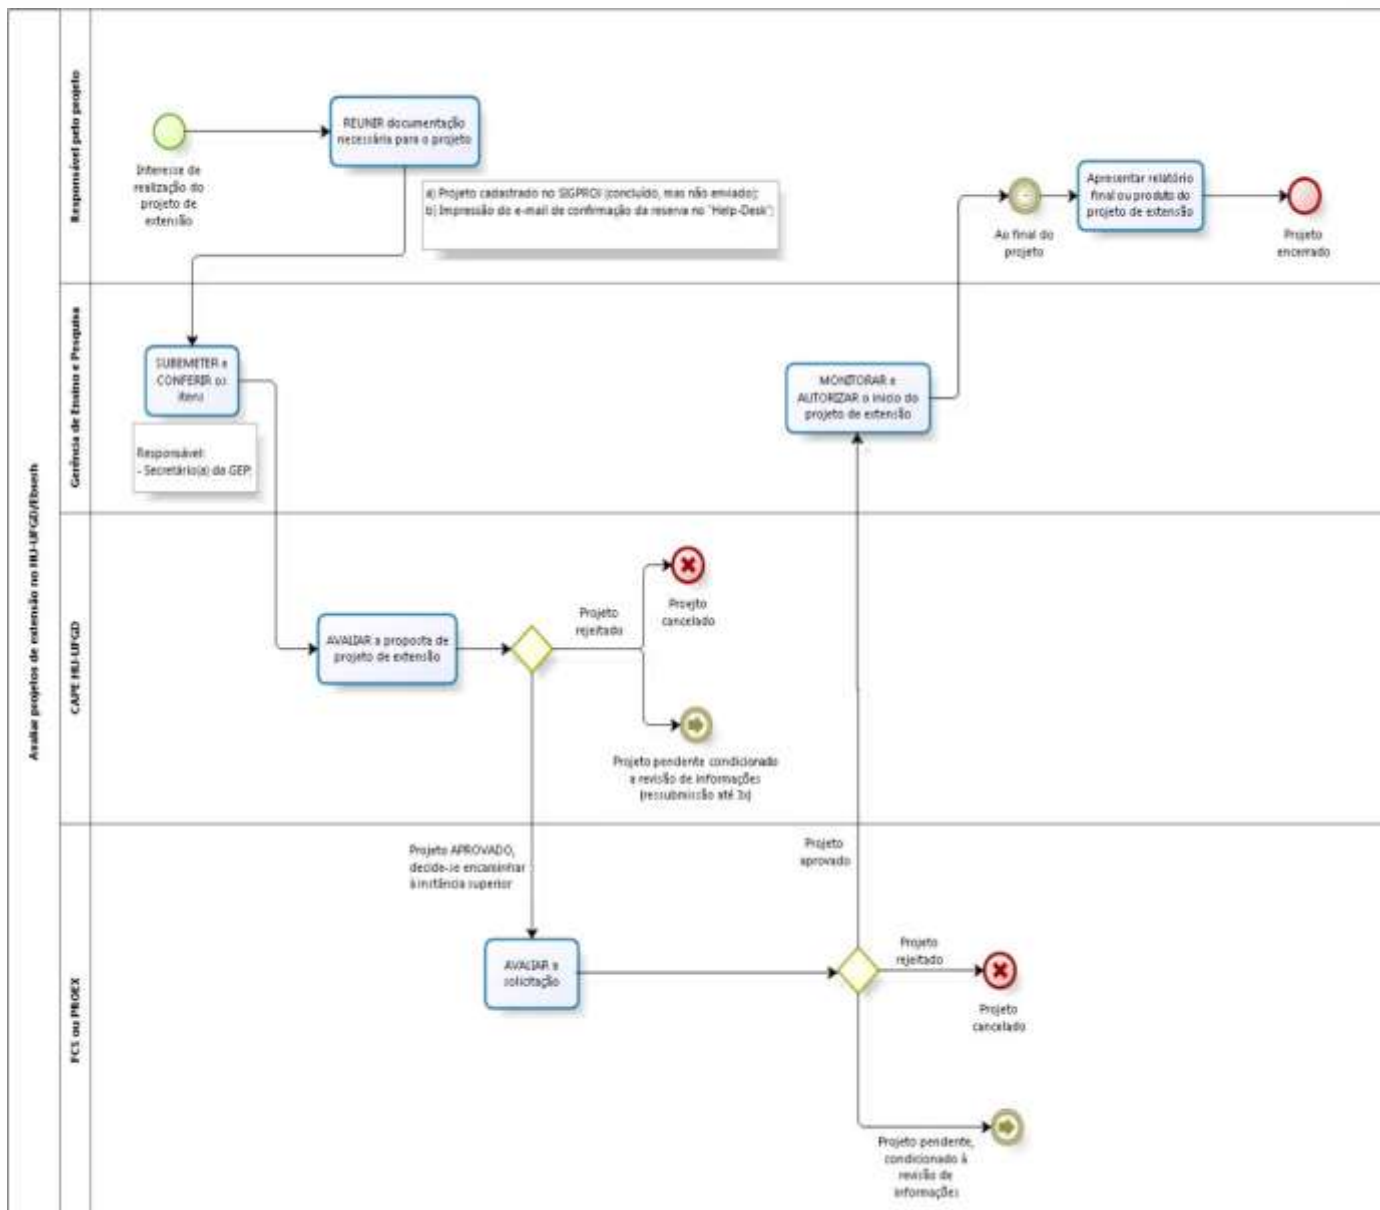 Avaliar projetos de extensão no HU-UFGD/Ebserh
Responsável pelo projeto
Interesse de
realização do
projeto de
extensão
REUNIR documentação
necessária para o projeto
a) Projeto cadastrado no SIGPROJ (concluído, mas não enviado);
b) Impressão do e-mail de confirmação da reserva no "Help-Desk";
Ao final do
projeto
Apresentar relatório
final ou produto do
projeto de extensão
Projeto
encerrado
Gerência de Ensino e Pesquisa
SUBEMETER e
CONFERIR os
itens
Responsável:
- Secretário(a) da GEP.
MONITORAR e
AUTORIZAR o início do
projeto de extensão
CAPE HU-UFGD
AVALIAR a proposta de
projeto de extensão
Projeto
rejeitado
Proejto
cancelado
Projeto pendente condicionado
a revisão de informações
(ressubmissão até 3x)
FCS ou PROEX
Projeto APROVADO,
decide-se encaminhar
à instância superior
AVALIAR a
solicitação
Projeto
aprovado
Projeto
rejeitado
Projeto
cancelado
Projeto pendente,
condicionado à
revisão de
informações